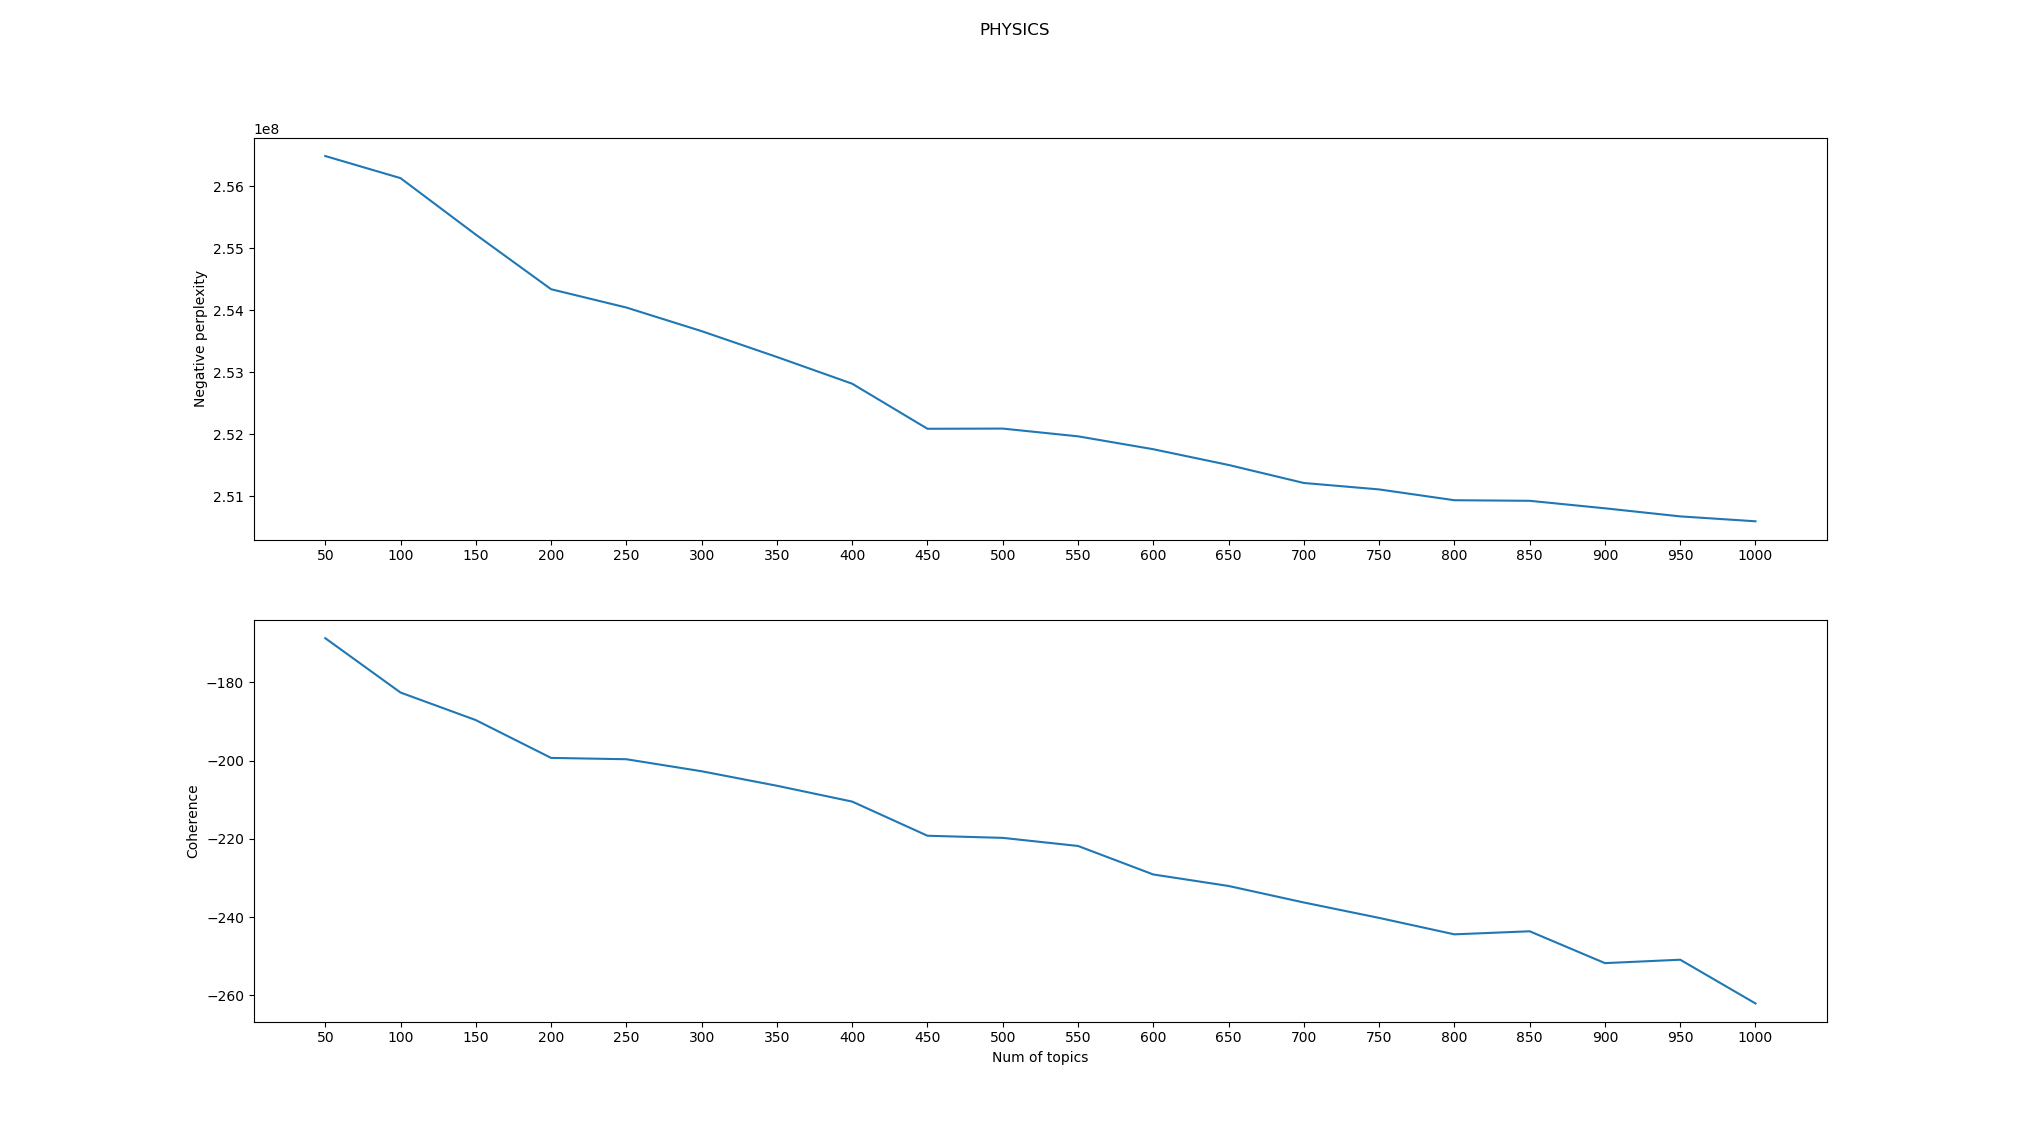 PHYSICS
1e8
2.56
2.55
2.54
2.53
2.52
2.51
Negative perplexity
50 100 150 200 250 300 350 400 450 500 550 600 650 700 750 800 850 900 950 1000
−180
−200
−220
−240
−260
Coherence
50 100 150 200 250 300 350 400 450 500 550 600 650 700 750 800 850 900 950 1000
Num of topics